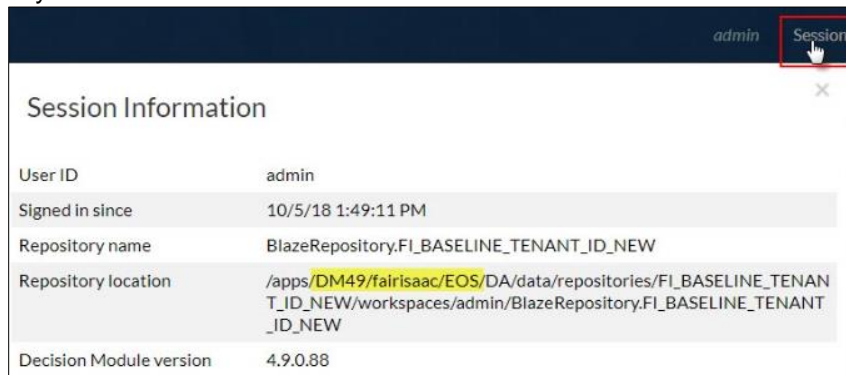 admin Session
Session Information
User ID admin
Signed in since 10/5/18 1:49:11 PM
Repository name BlazeRepository.FI_BASELINE_TENANT_ID_NEW
Repository location /apps/DM49/fairisaac/EOS/DA/data/repositories/FI_BASELINE_TENAN
T_ID_NEW/workspaces/admin/BlazeRepository.FI_BASELINE_TENANT
_ID_NEW
Decision Module version 4.9.0.88